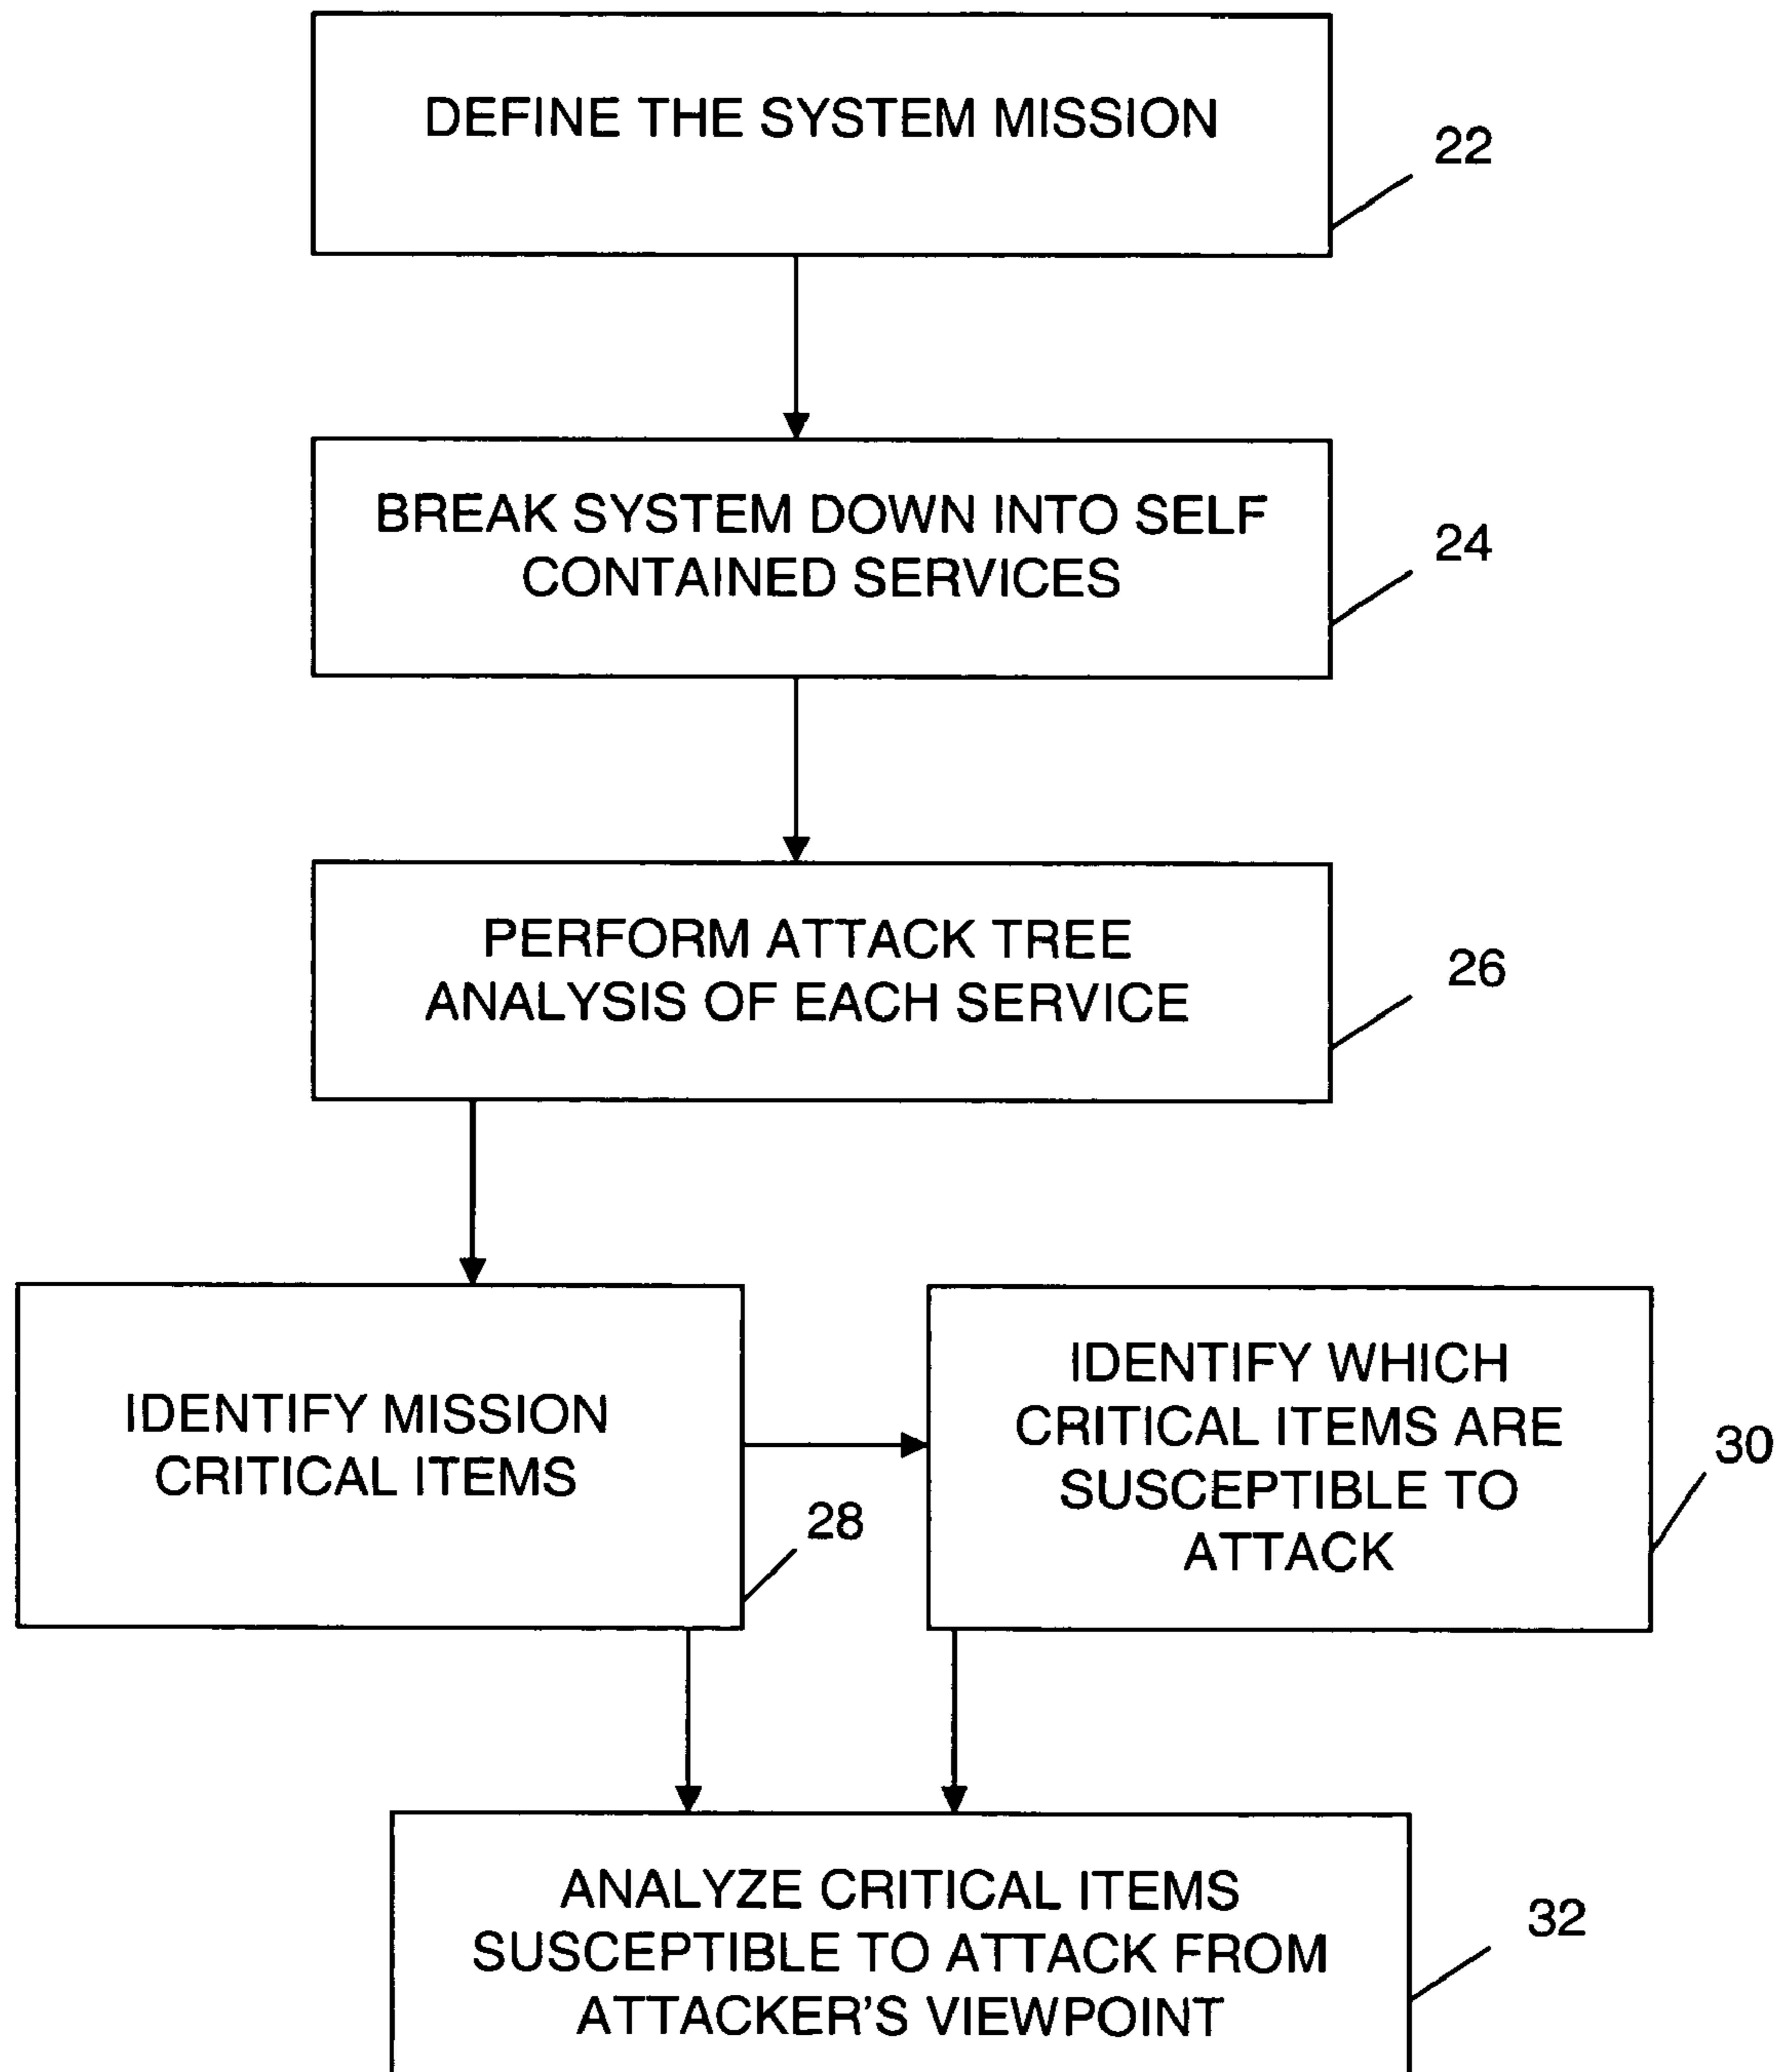 DEFINE THE SYSTEM MISSION
22
BREAK SYSTEM DOWN INTO SELF
CONTAINED SERVICES
24
PERFORM ATTACK TREE
ANALYSIS OF EACH SERVICE
26
IDENTIFY MISSION
CRITICAL ITEMS
28
IDENTIFY WHICH
CRITICAL ITEMS ARE
SUSCEPTIBLE TO
ATTACK
30
ANALYZE CRITICAL ITEMS
SUSCEPTIBLE TO ATTACK FROM
ATTACKER'S VIEWPOINT
32